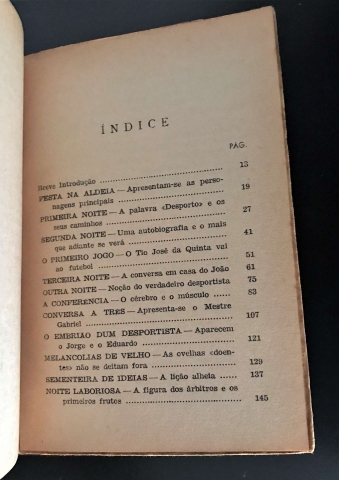 ÍNDICE
PÁG.
Breve Introdução ........ 13
FESTA NA ALDEIA — Apresentam-se as perso-
nagens principais ........ 19
PRIMEIRA NOITE — A palavra «Desporto» e os
seus caminhos ........ 27
SEGUNDA NOITE — Uma autobiografia e o mais
que adiante se verá ........ 41
O PRIMEIRO JOGO — O Tio José da Quinta vai
ao futebol ........ 51
TERCEIRA NOITE — A conversa em casa do João 61
OUTRA NOITE — Noção do verdadeiro desportista 75
A CONFERENCIA — O cérebro e o músculo ...... 83
CONVERSA A TRES — Apresenta-se o Mestre
Gabriel ........ 107
O EMBRIAO DUM DESPORTISTA — Aparecem
o Jorge e o Eduardo ........ 121
MELANCOLIAS DE VELHO — As ovelhas «doen-
tes» não se deitam fora ........ 129
SEMENTEIRA DE IDEIAS — A lição alheia ...... 137
NOITE LABORIOSA — A figura dos árbitros e os
primeiros frutos ........ 145